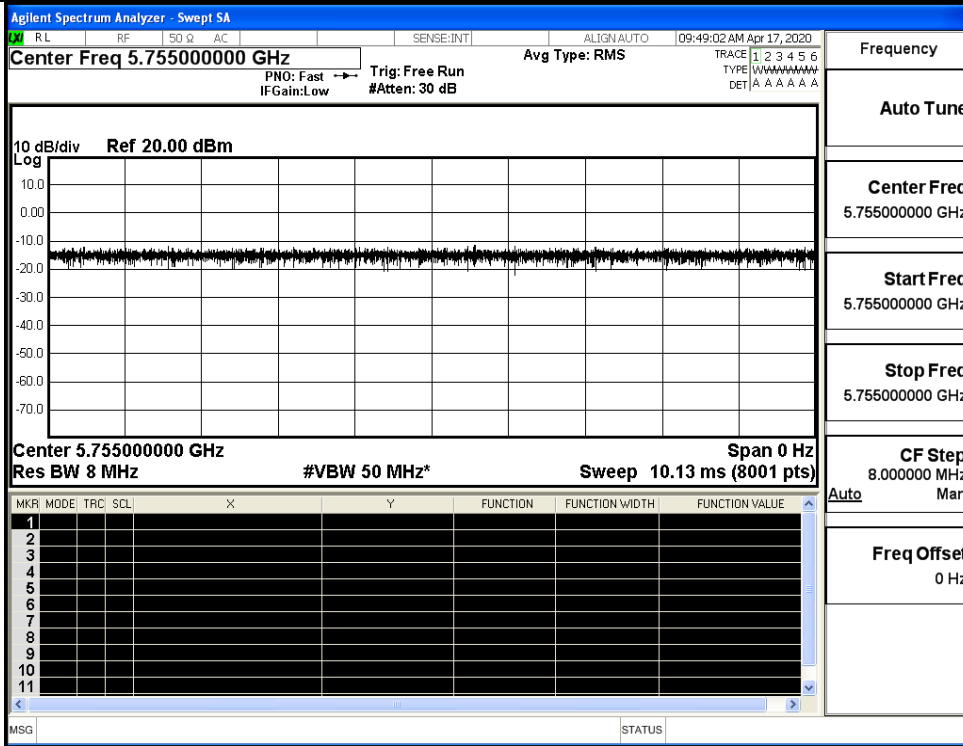 Agilent Spectrum Analyzer - Swept SA
LXI RL RF 50 Ω AC SENSE:INT ALIGN AUTO 09:49:02 AM Apr 17, 2020
Center Freq 5.755000000 GHz
PNO: Fast
IFGain:Low
Trig: Free Run
#Atten: 30 dB
Avg Type: RMS
TRACE 1 2 3 4 5 6
TYPE WWWWWW
DET A A A A A A
10 dB/div Ref 20.00 dBm
Log
10.0
0.00
-10.0
-20.0
-30.0
-40.0
-50.0
-60.0
-70.0
Center 5.755000000 GHz Span 0 Hz
Res BW 8 MHz #VBW 50 MHz* Sweep 10.13 ms (8001 pts)
MKR MODE TRC SCL X Y FUNCTION FUNCTION WIDTH FUNCTION VALUE
1
2
3
4
5
6
7
8
9
10
11
MSG STATUS
Frequency
Auto Tune
Center Freq
5.755000000 GHz
Start Freq
5.755000000 GHz
Stop Freq
5.755000000 GHz
CF Step
8.000000 MHz
Auto Man
Freq Offset
0 Hz